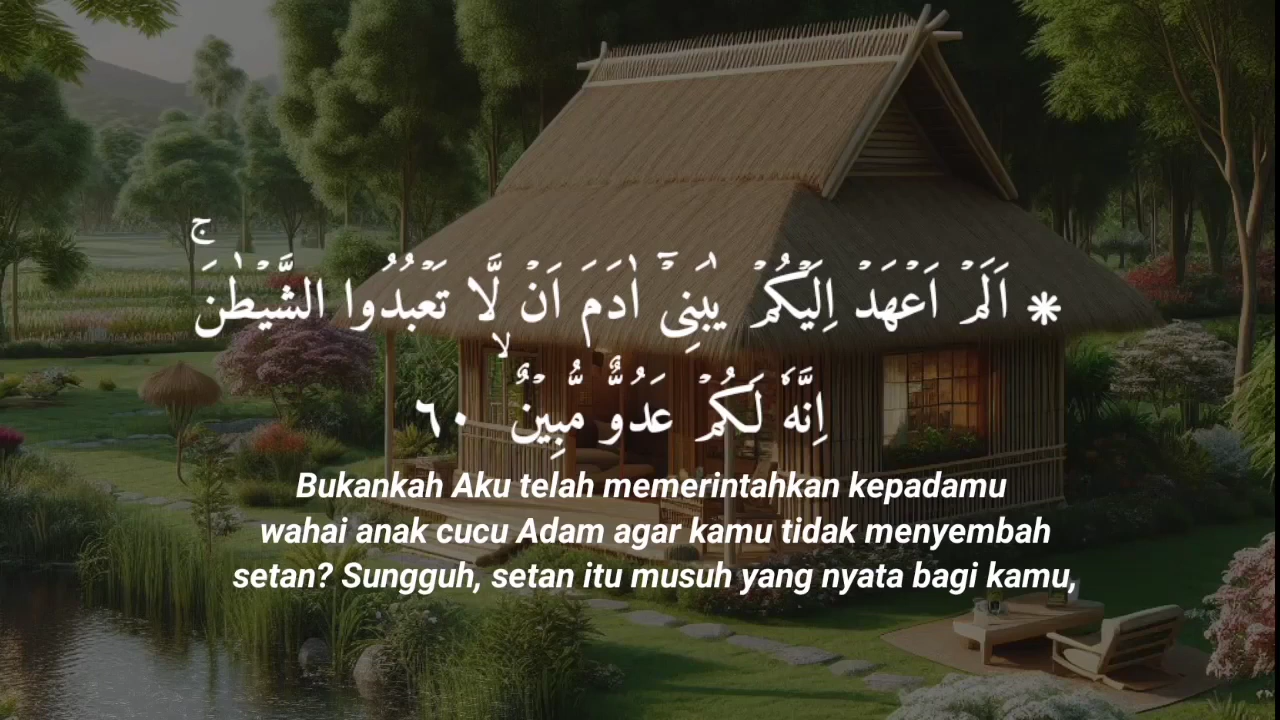 * اَلَمْ اَعْهَدْ اِلَيْكُمْ يٰبَنِيْٓ اٰدَمَ اَنْ لَّا تَعْبُدُوا الشَّيْطٰنَۚ
اِنَّهٗ لَكُمْ عَدُوٌّ مُّبِيْنٌۙ ٦٠
Bukankah Aku telah memerintahkan kepadamu
wahai anak cucu Adam agar kamu tidak menyembah
setan? Sungguh, setan itu musuh yang nyata bagi kamu,